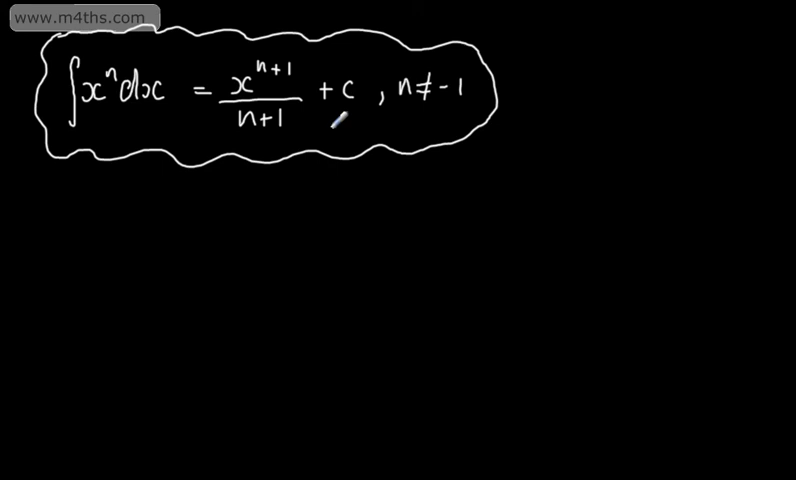 www.m4ths.com
∫xⁿdx = xⁿ⁺¹/n+1 + c , n ≠ -1